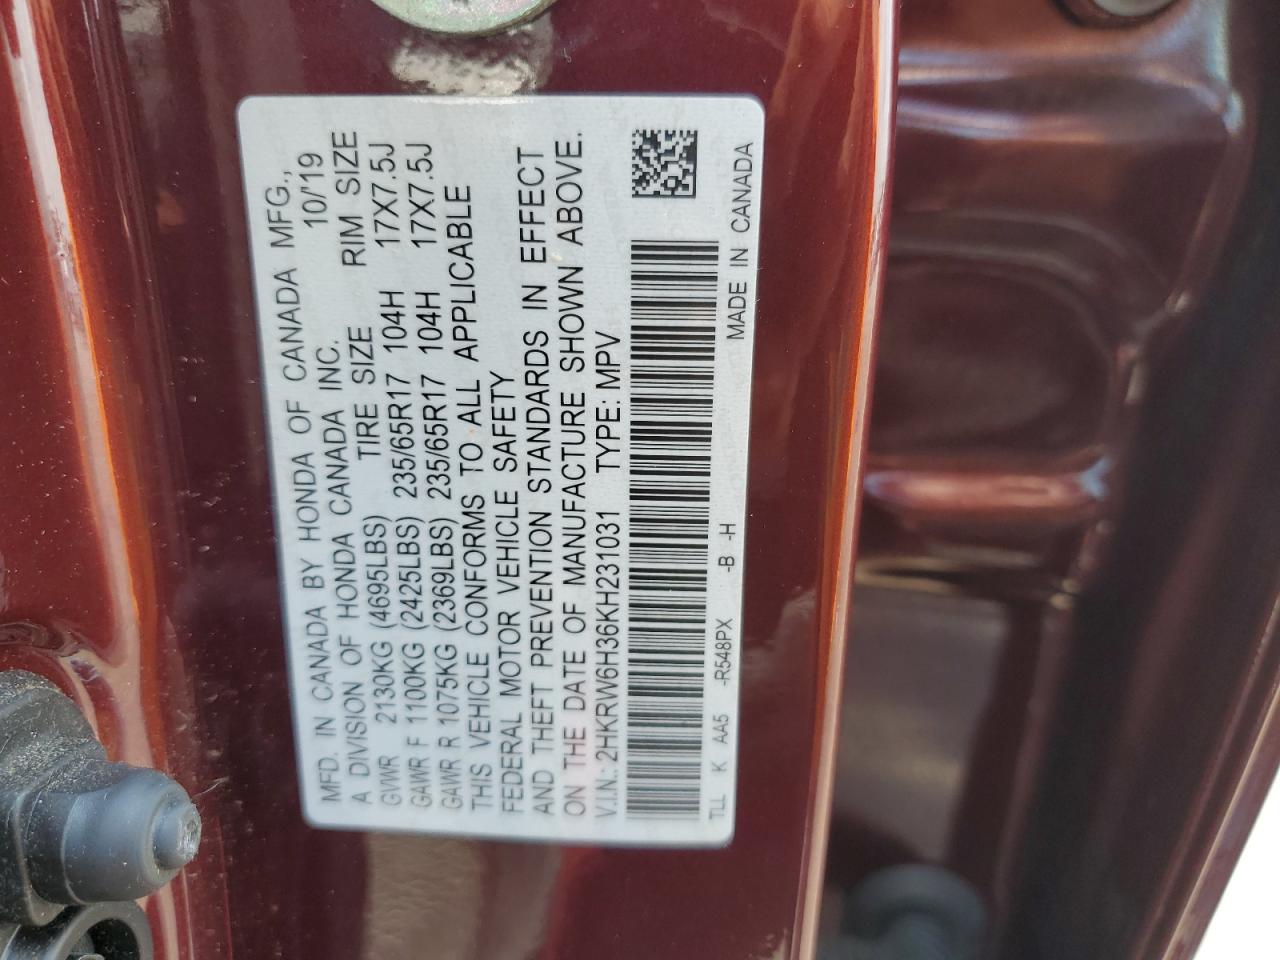 MFD. IN CANADA BY HONDA OF CANADA MFG.,
A DIVISION OF HONDA CANADA INC. 10/'19
GVWR 2130KG (4695LBS) TIRE SIZE RIM SIZE
GAWR F 1100KG (2425LBS) 235/65R17 104H 17X7.5J
GAWR R 1075KG (2369LBS) 235/65R17 104H 17X7.5J
THIS VEHICLE CONFORMS TO ALL APPLICABLE
FEDERAL MOTOR VEHICLE SAFETY
AND THEFT PREVENTION STANDARDS IN EFFECT
ON THE DATE OF MANUFACTURE SHOWN ABOVE.
V.I.N.: 2HKRW6H36KH231031 TYPE: MPV
TLL K AA5 -R548PX -B -H MADE IN CANADA